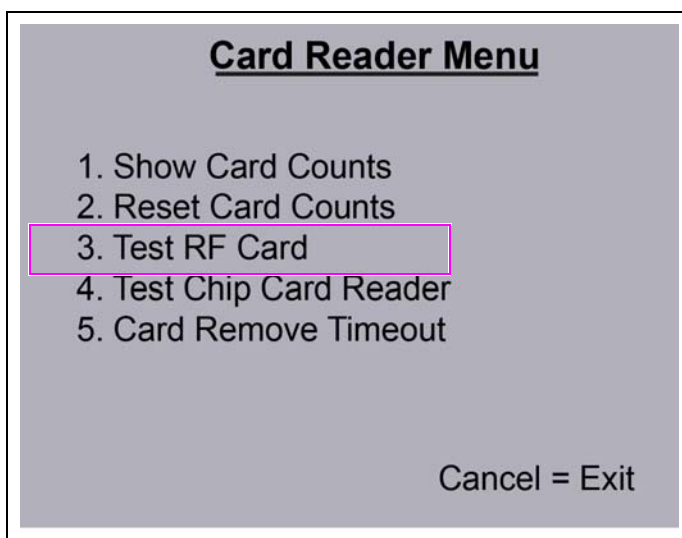 Card Reader Menu
1. Show Card Counts
2. Reset Card Counts
3. Test RF Card
4. Test Chip Card Reader
5. Card Remove Timeout
Cancel = Exit